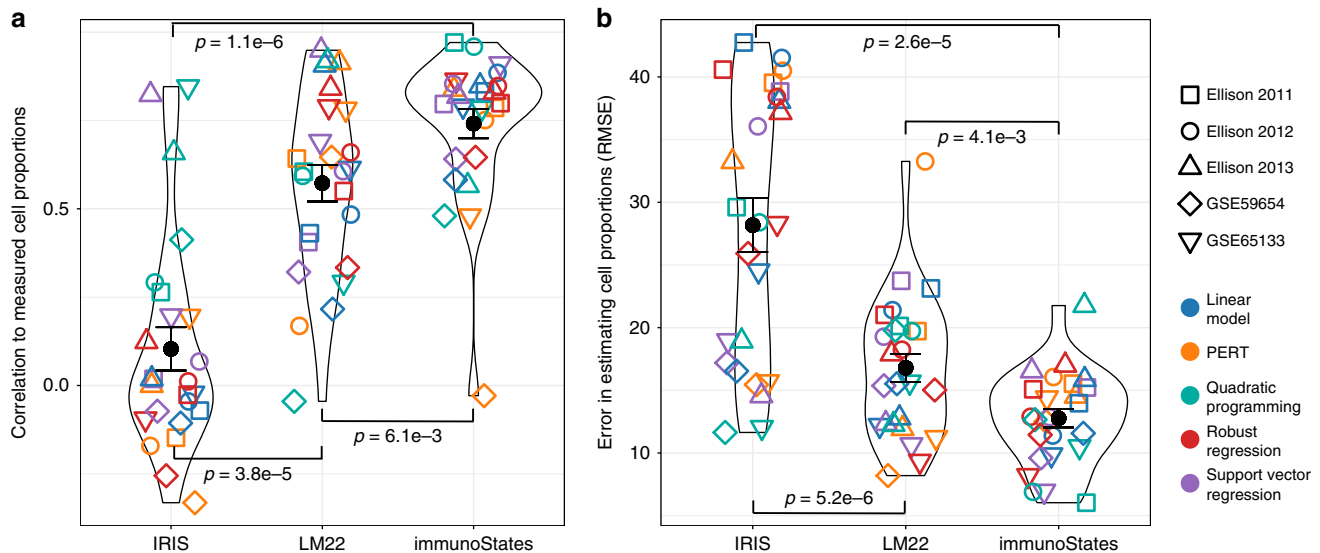 a
Correlation to measured cell proportions
0.5
0.0
p = 1.1e–6
p = 6.1e–3
p = 3.8e–5
IRIS
LM22
immunoStates
b
Error in estimating cell proportions (RMSE)
40
30
20
10
p = 2.6e–5
p = 4.1e–3
p = 5.2e–6
IRIS
LM22
immunoStates
Ellison 2011
Ellison 2012
Ellison 2013
GSE59654
GSE65133
Linear
model
PERT
Quadratic
programming
Robust
regression
Support vector
regression